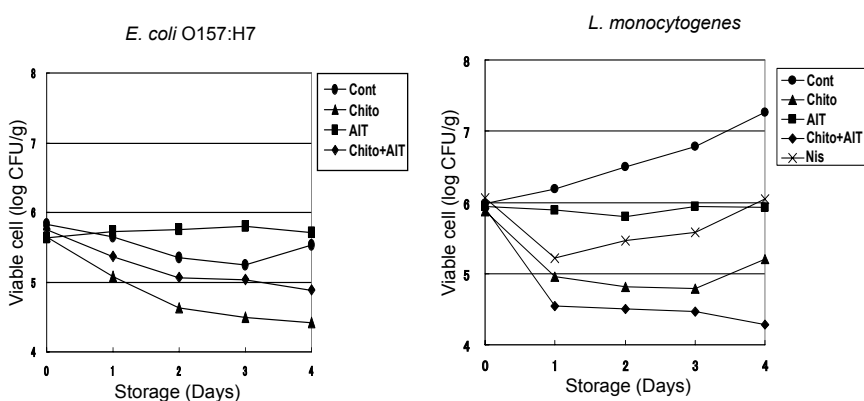 E. coli O157:H7
Viable cell (log CFU/g)
8
7
6
5
4
0 1 2 3 4
Storage (Days)
Cont
Chito
AIT
Chito+AIT
L. monocytogenes
Viable cell (log CFU/g)
8
7
6
5
4
0 1 2 3 4
Storage (Days)
Cont
Chito
AIT
Chito+AIT
Nis